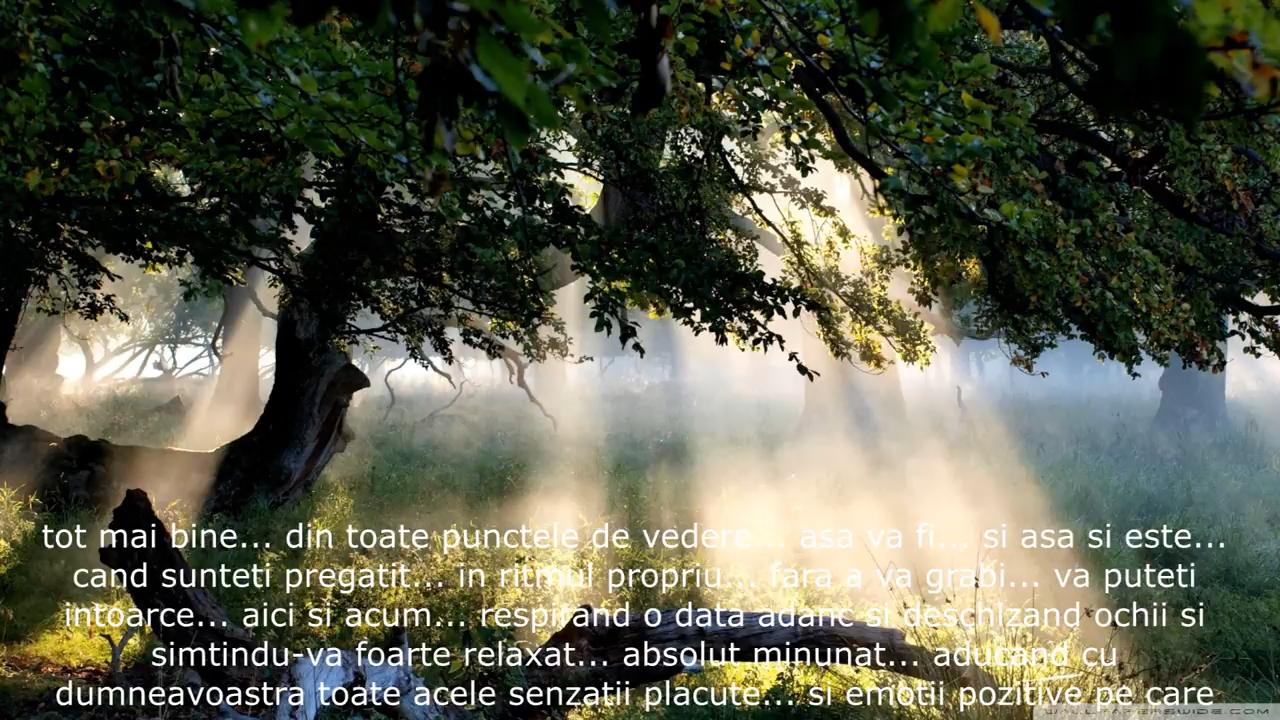 tot mai bine... din toate punctele de vedere... asa va fi... si asa si este...
cand sunteti pregatit... in ritmul propriu... fara a va grabi... va puteti
intoarce... aici si acum... respirand o data adanc si deschizand ochii si
simtindu-va foarte relaxat... absolut minunat... aducand cu
dumneavoastra toate acele senzatii placute... si emotii pozitive pe care
WALLPAPERSWIDE.COM